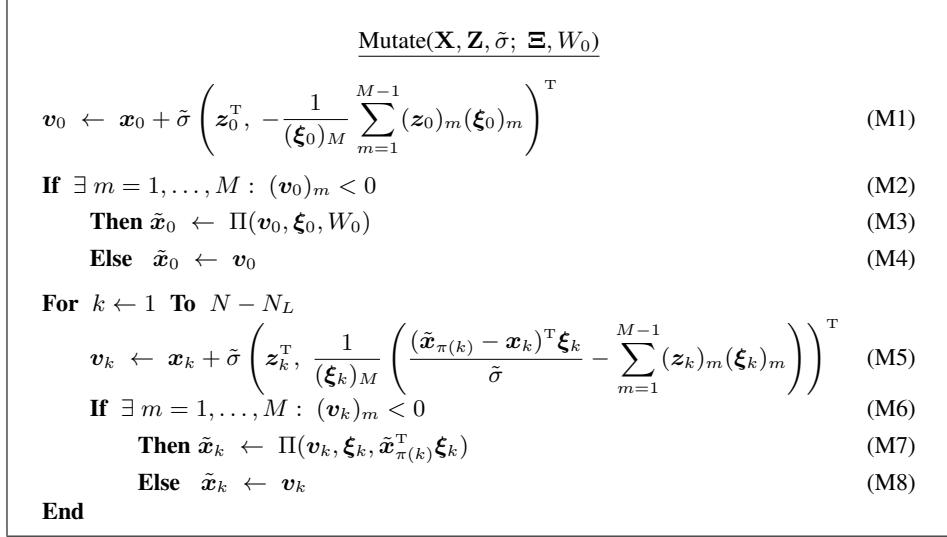 Mutate(𝐗, 𝐙, σ̃; 𝚵, W₀)
𝒗₀ ← 𝒙₀ + σ̃ ( 𝒛₀ᵀ, − 1/(𝝃₀)_M ∑_{m=1}^{M−1} (𝒛₀)_m(𝝃₀)_m )ᵀ (M1)
If ∃ m = 1, . . . , M : (𝒗₀)_m < 0 (M2)
Then 𝒙̃₀ ← Π(𝒗₀, 𝝃₀, W₀) (M3)
Else 𝒙̃₀ ← 𝒗₀ (M4)
For k ← 1 To N − N_L
𝒗_k ← 𝒙_k + σ̃ ( 𝒛_kᵀ, 1/(𝝃_k)_M ( (𝒙̃_{π(k)} − 𝒙_k)ᵀ𝝃_k / σ̃ − ∑_{m=1}^{M−1} (𝒛_k)_m(𝝃_k)_m ) )ᵀ (M5)
If ∃ m = 1, . . . , M : (𝒗_k)_m < 0 (M6)
Then 𝒙̃_k ← Π(𝒗_k, 𝝃_k, 𝒙̃ᵀ_{π(k)}𝝃_k) (M7)
Else 𝒙̃_k ← 𝒗_k (M8)
End